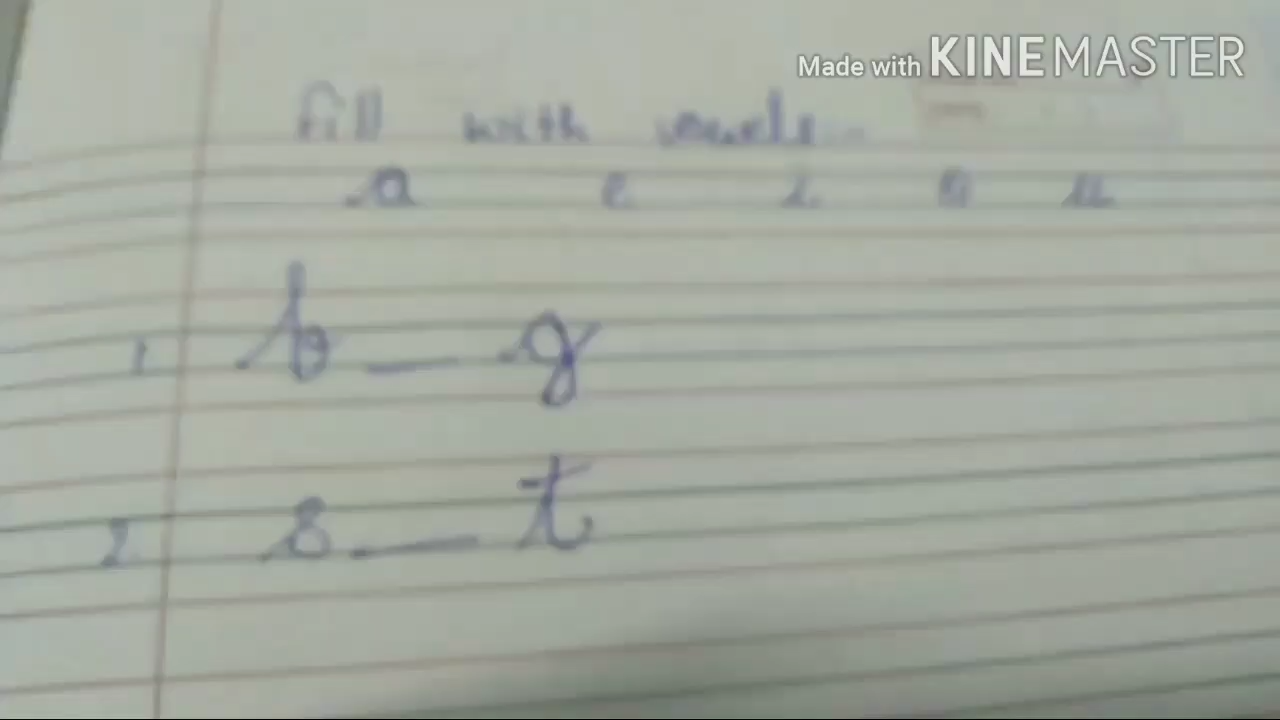 Made with KINEMASTER
fill with vowels
a e i o u
1. b _ g
2. s _ t